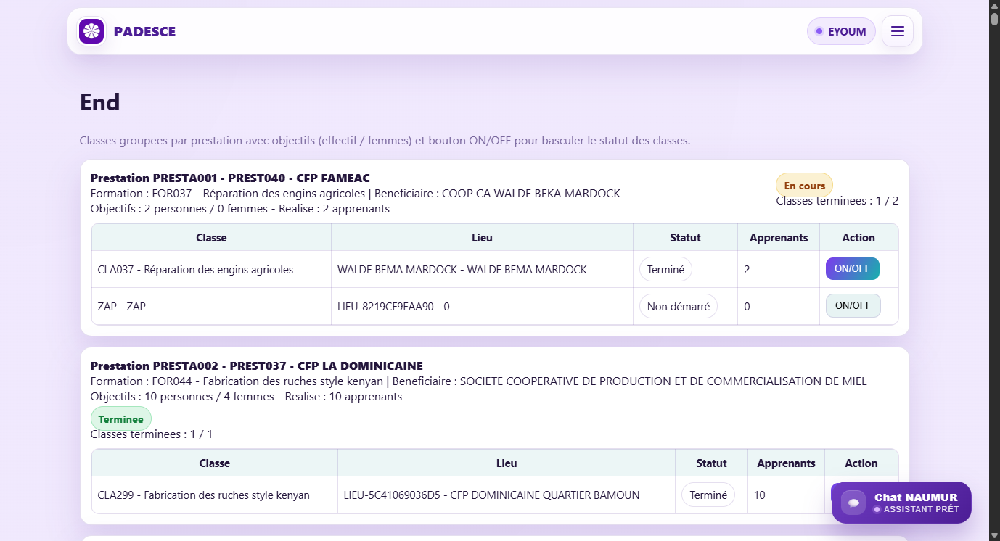 PADESCE
EYOUM
End
Classes groupees par prestation avec objectifs (effectif / femmes) et bouton ON/OFF pour basculer le statut des classes.
Prestation PRESTA001 - PREST040 - CFP FAMEAC
Formation : FOR037 - Réparation des engins agricoles | Beneficiaire : COOP CA WALDE BEKA MARDOCK
Objectifs : 2 personnes / 0 femmes - Realise : 2 apprenants
En cours
Classes terminees : 1 / 2
Classe Lieu Statut Apprenants Action
CLA037 - Réparation des engins agricoles WALDE BEMA MARDOCK - WALDE BEMA MARDOCK Terminé 2 ON/OFF
ZAP - ZAP LIEU-8219CF9EAA90 - 0 Non démarré 0 ON/OFF
Prestation PRESTA002 - PREST037 - CFP LA DOMINICAINE
Formation : FOR044 - Fabrication des ruches style kenyan | Beneficiaire : SOCIETE COOPERATIVE DE PRODUCTION ET DE COMMERCIALISATION DE MIEL
Objectifs : 10 personnes / 4 femmes - Realise : 10 apprenants
Terminee
Classes terminees : 1 / 1
Classe Lieu Statut Apprenants Action
CLA299 - Fabrication des ruches style kenyan LIEU-5C41069036D5 - CFP DOMINICAINE QUARTIER BAMOUN Terminé 10
Chat NAUMUR
ASSISTANT PRÊT